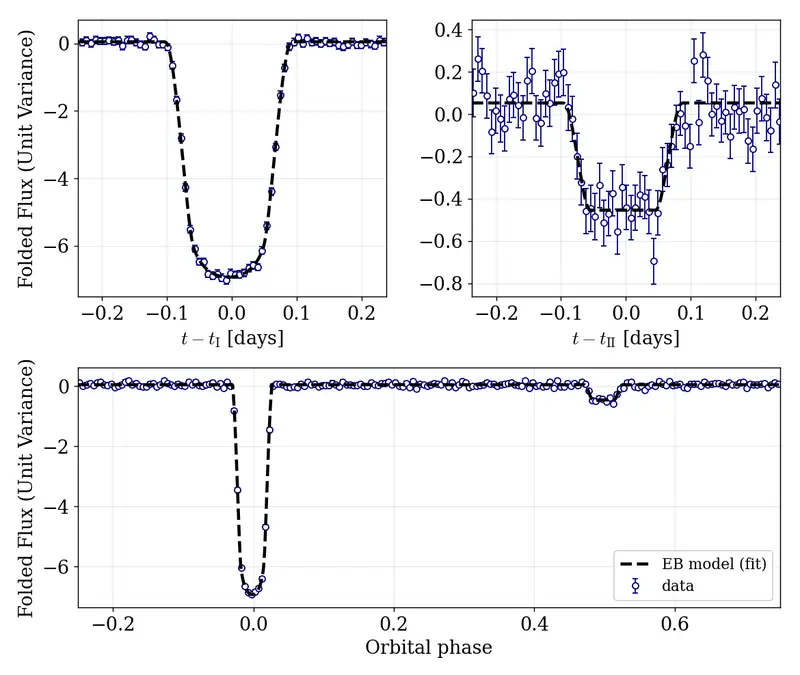 Folded Flux (Unit Variance)
0
−2
−4
−6
−0.2 −0.1 0.0 0.1 0.2
t − tI [days]
0.4
0.2
0.0
−0.2
−0.4
−0.6
−0.8
−0.2 −0.1 0.0 0.1 0.2
t − tII [days]
Folded Flux (Unit Variance)
0
−2
−4
−6
EB model (fit)
data
−0.2 0.0 0.2 0.4 0.6
Orbital phase